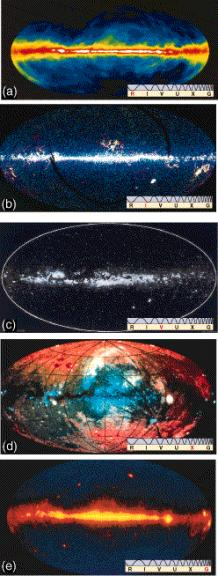 (a)
R I V U X G
(b)
R I V U X G
(c)
R I V U X G
(d)
R I V U X G
(e)
R I V U X G